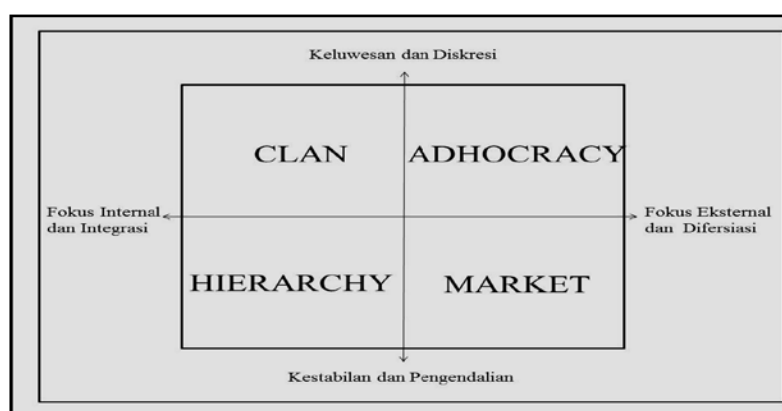 Keluwesan dan Diskresi
CLAN
ADHOCRACY
Fokus Internal
dan Integrasi
Fokus Eksternal
dan Difersiasi
HIERARCHY
MARKET
Kestabilan dan Pengendalian